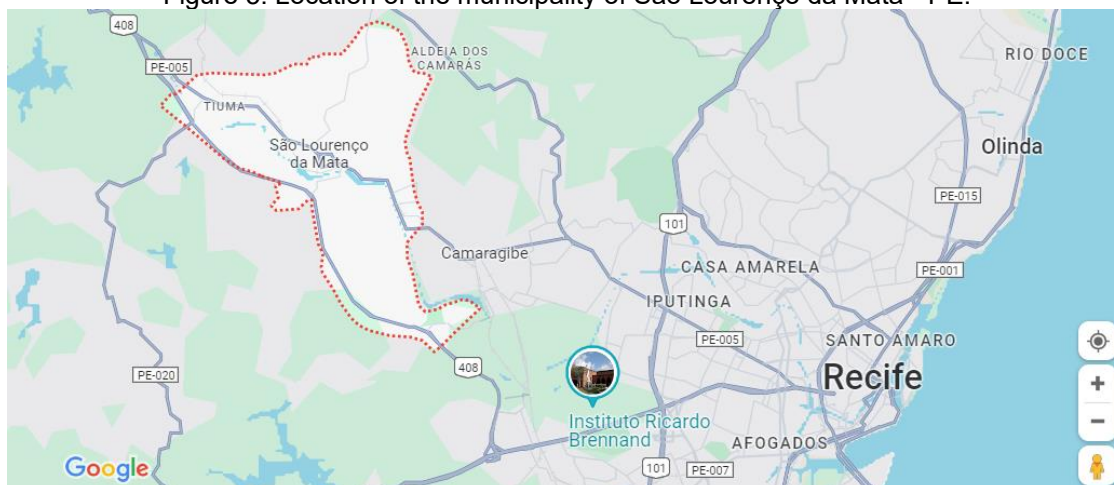 Figure Location of the municipality of São Lourenço da Mata - PE.
408
PE-005
ALDEIA DOS
CAMARÁS
RIO DOCE
TIUMA
São Lourenço
da Mata
Olinda
PE-015
101
Camaragibe
CASA AMARELA
PE-001
IPUTINGA
PE-005
SANTO AMARO
408
PE-020
Recife
Instituto Ricardo
Brennand
AFOGADOS
Google
101
PE-007